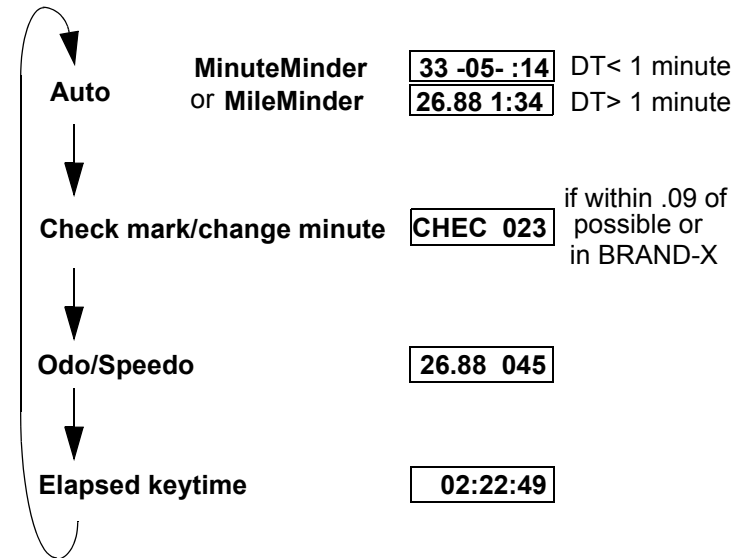 MinuteMinder 33 -05- :14 DT< 1 minute
Auto or MileMinder 26.88 1:34 DT> 1 minute
if within .09 of
Check mark/change minute CHEC 023 possible or
in BRAND-X
Odo/Speedo 26.88 045
Elapsed keytime 02:22:49